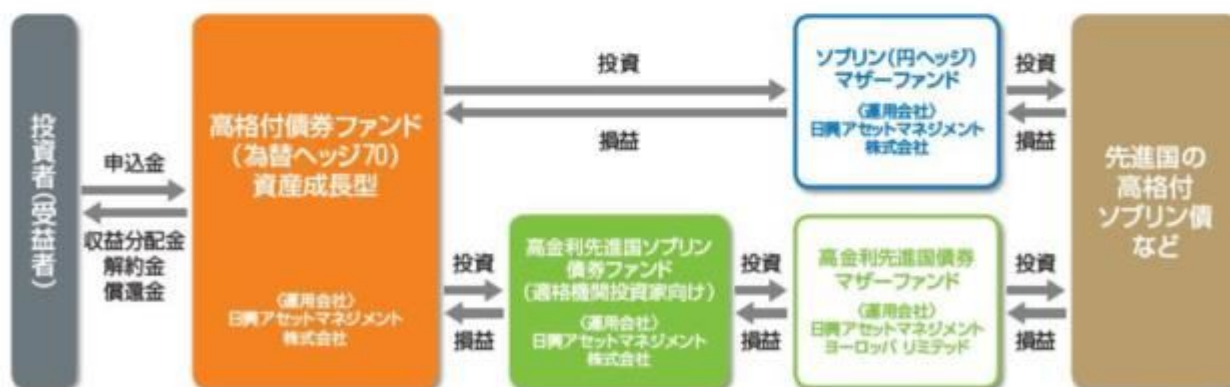 投資者(受益者)
申込金
収益分配金
解約金
償還金
高格付債券ファンド
(為替ヘッジ70)
資産成長型
〈運用会社〉
日興アセットマネジメント
株式会社
投資
損益
ソブリン(円ヘッジ)
マザーファンド
〈運用会社〉
日興アセットマネジメント
株式会社
投資
損益
投資
損益
高金利先進国ソブリン
債券ファンド
(適格機関投資家向け)
〈運用会社〉
日興アセットマネジメント
株式会社
投資
損益
高金利先進国債券
マザーファンド
〈運用会社〉
日興アセットマネジメント
ヨーロッパ リミテッド
投資
損益
先進国の
高格付
ソブリン債
など